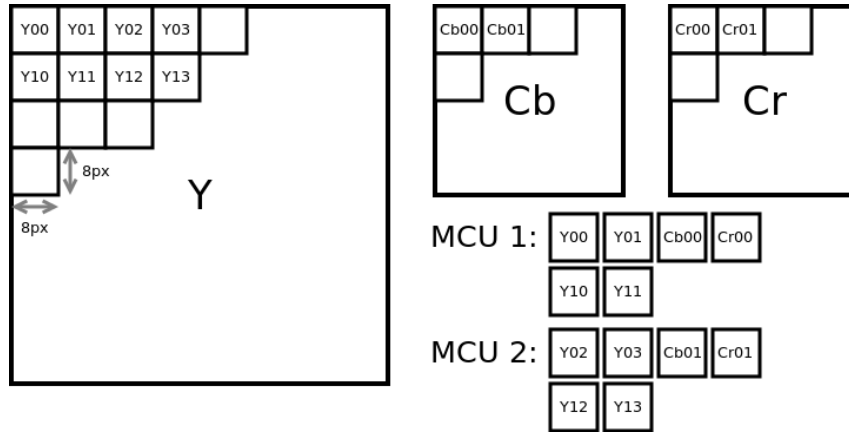 Y00 Y01 Y02 Y03
Y10 Y11 Y12 Y13
8px
8px
Y
Cb00 Cb01
Cb
Cr00 Cr01
Cr
MCU 1: Y00 Y01 Cb00 Cr00
Y10 Y11
MCU 2: Y02 Y03 Cb01 Cr01
Y12 Y13